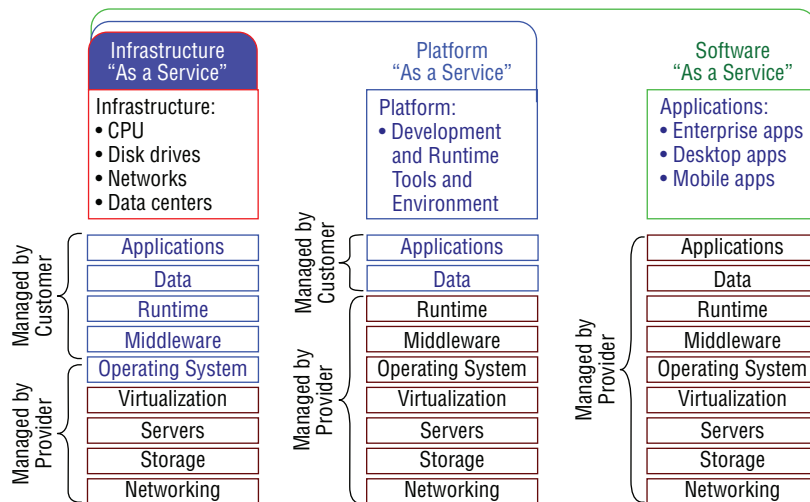 Infrastructure
“As a Service”
Infrastructure:
• CPU
• Disk drives
• Networks
• Data centers
Managed by
Customer
Applications
Data
Runtime
Middleware
Managed by
Provider
Operating System
Virtualization
Servers
Storage
Networking
Platform
“As a Service”
Platform:
• Development
and Runtime
Tools and
Environment
Managed by
Customer
Applications
Data
Managed by
Provider
Runtime
Middleware
Operating System
Virtualization
Servers
Storage
Networking
Software
“As a Service”
Applications:
• Enterprise apps
• Desktop apps
• Mobile apps
Managed by
Provider
Applications
Data
Runtime
Middleware
Operating System
Virtualization
Servers
Storage
Networking